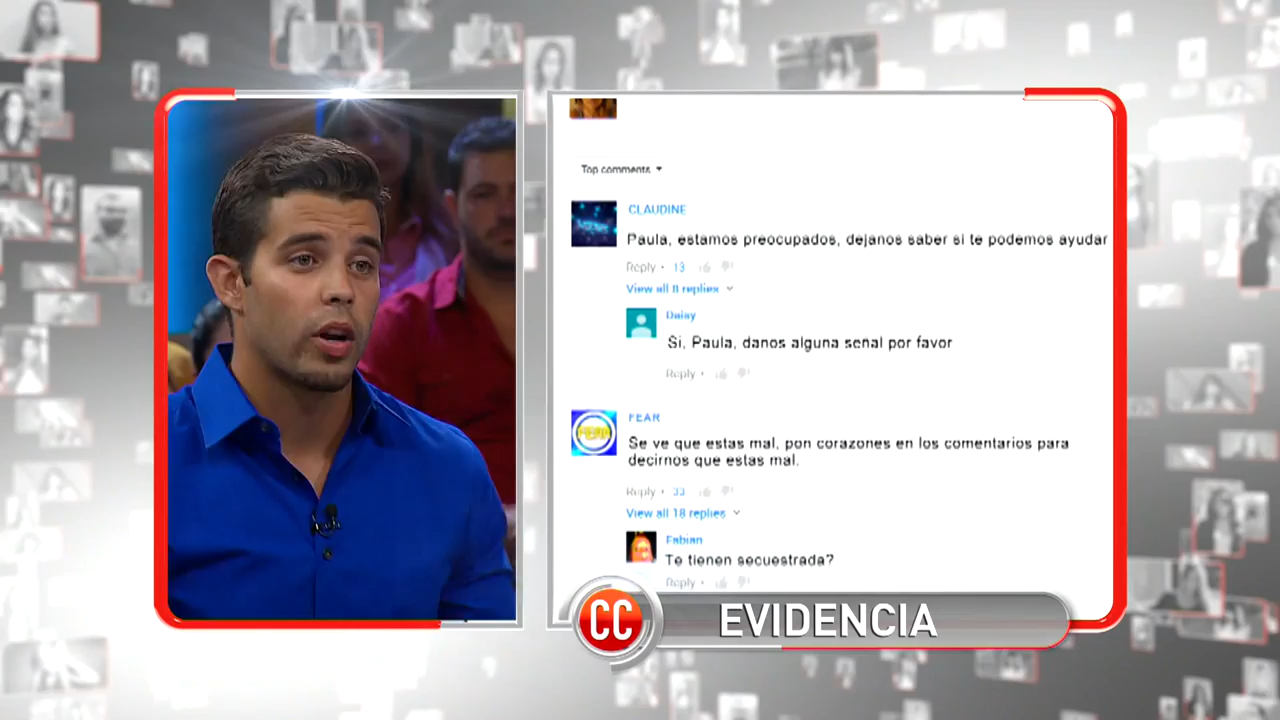 Top comments
CLAUDINE
Paula, estamos preocupados, dejanos saber si te podemos ayudar
Reply • 13
View all 8 replies
Daisy
Si, Paula, danos alguna señal por favor
Reply •
FEAR
FEAR
Se ve que estas mal, pon corazones en los comentarios para
decirnos que estas mal.
Reply • 33
View all 18 replies
Fabian
Te tienen secuestrada?
Reply •
CC
EVIDENCIA